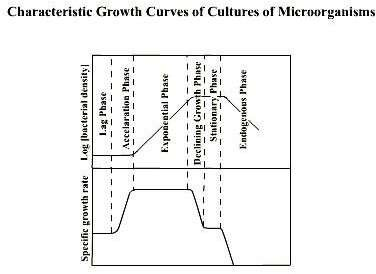 Characteristic Growth Curves of Cultures of Microorganisms
Log [bacterial density]
Lag Phase
Accelaration Phase
Exponential Phase
Declining Growth Phase
Stationary Phase
Endogenous Phase
Specific growth rate